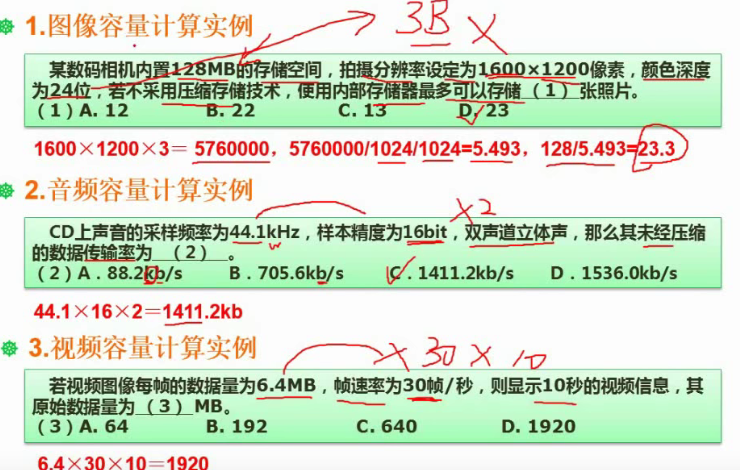 1.图像容量计算实例
3B ×
某数码相机内置128MB的存储空间，拍摄分辨率设定为1600×1200像素，颜色深度
为24位，若不采用压缩存储技术，使用内部存储器最多可以存储（1）张照片。
（1）A. 12 B. 22 C. 13 D. 23
1600×1200×3＝ 5760000，5760000/1024/1024=5.493，128/5.493=23.3
2.音频容量计算实例
×2
CD上声音的采样频率为44.1kHz，样本精度为16bit，双声道立体声，那么其未经压缩
的数据传输率为（2）。
（2）A．88.2kb/s B．705.6kb/s C．1411.2kb/s D．1536.0kb/s
44.1×16×2＝1411.2kb
3.视频容量计算实例
×30×10
若视频图像每帧的数据量为6.4MB，帧速率为30帧/秒，则显示10秒的视频信息，其
原始数据量为（3）MB。
（3）A. 64 B. 192 C. 640 D. 1920
6.4×30×10＝1920